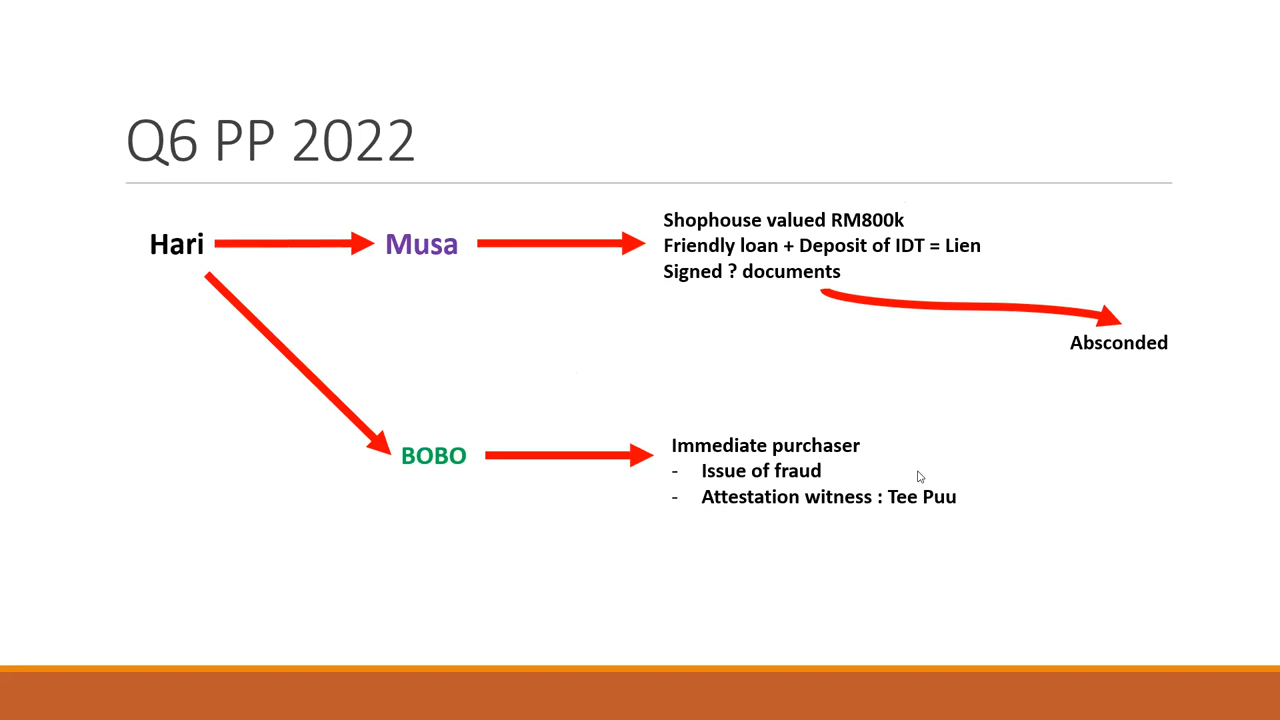 Q6 PP 2022
Hari
Musa
Shophouse valued RM800k
Friendly loan + Deposit of IDT = Lien
Signed ? documents
Absconded
BOBO
Immediate purchaser
- Issue of fraud
- Attestation witness : Tee Puu